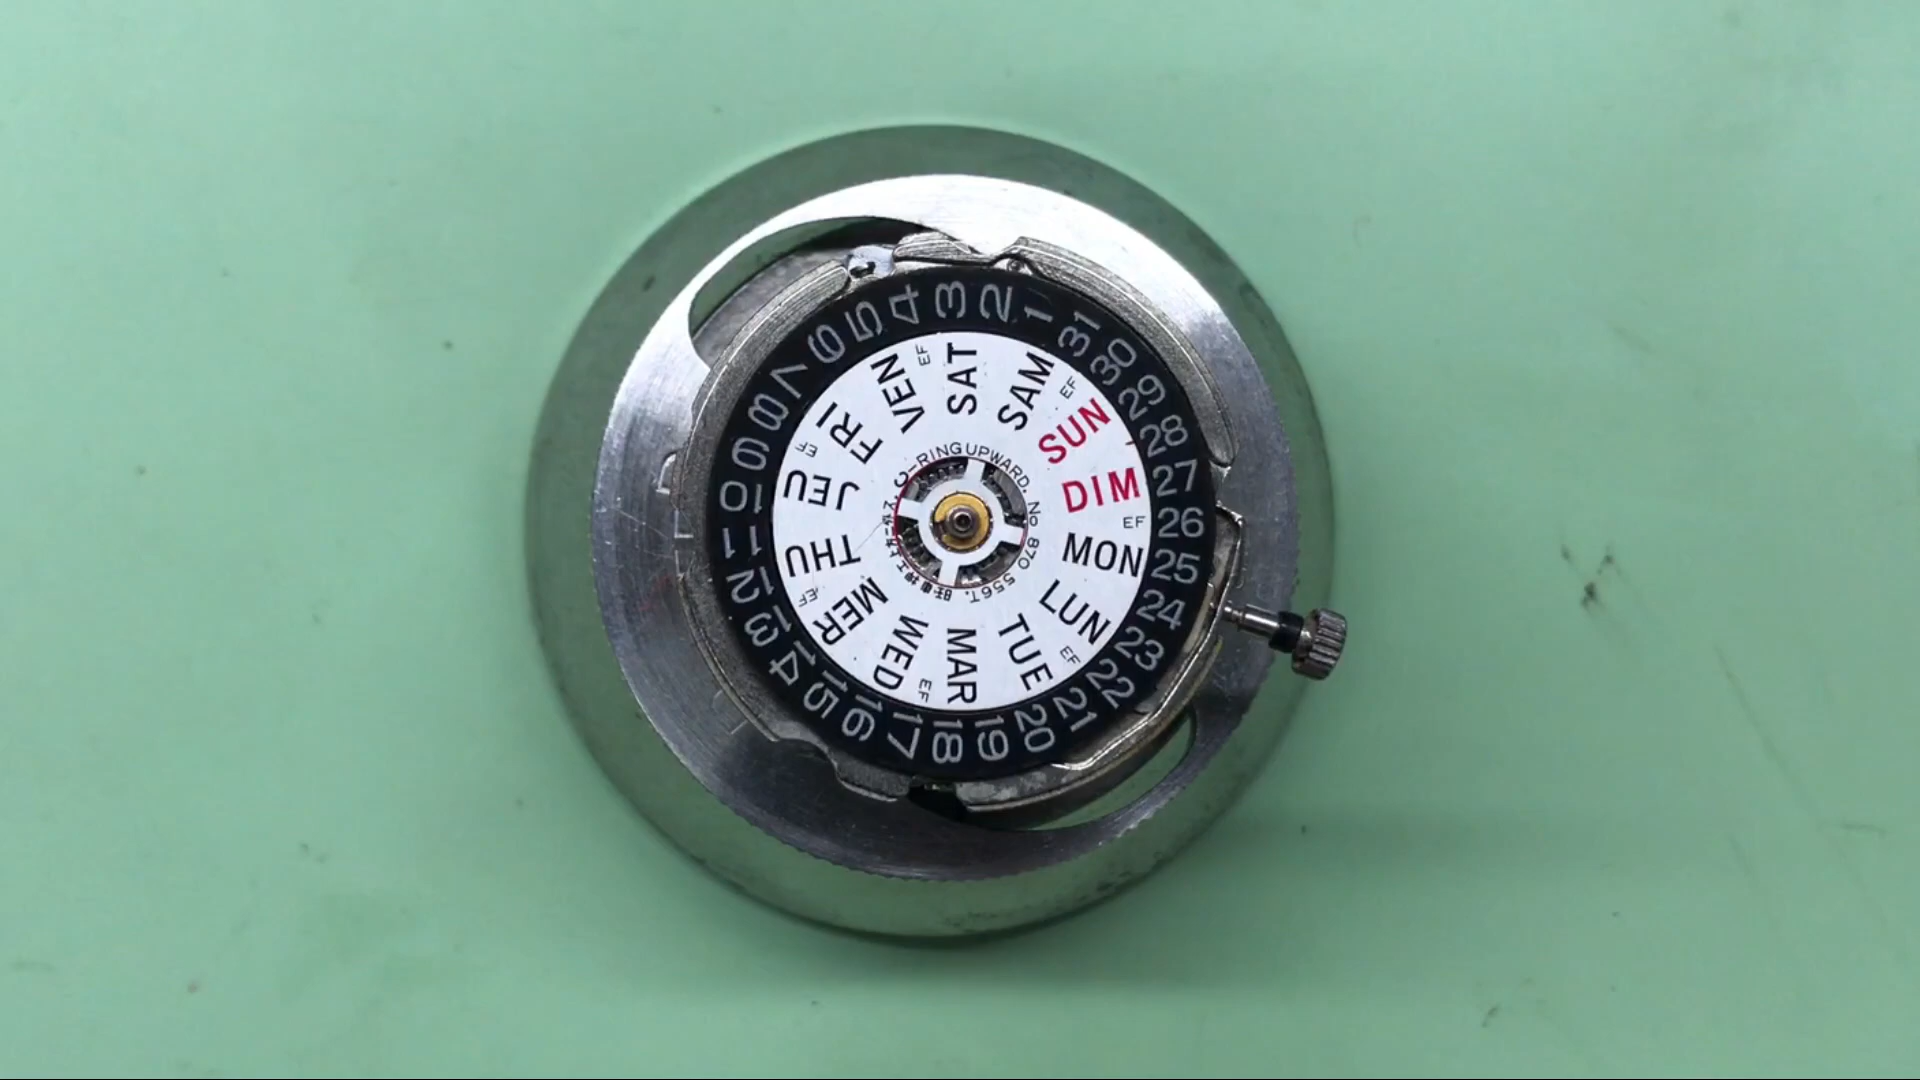 1
2
3
4
5
6
7
8
9
10
11
12
13
14
15
16
17
18
19
20
21
22
23
24
25
26
27
28
29
30
31
SUN EF
DIM
MON EF
LUN
TUE EF
MAR
WED EF
MER
THU EF
JEU
FRI EF
VEN
SAT EF
SAM
O-RING UPWARD. No 870 556T.